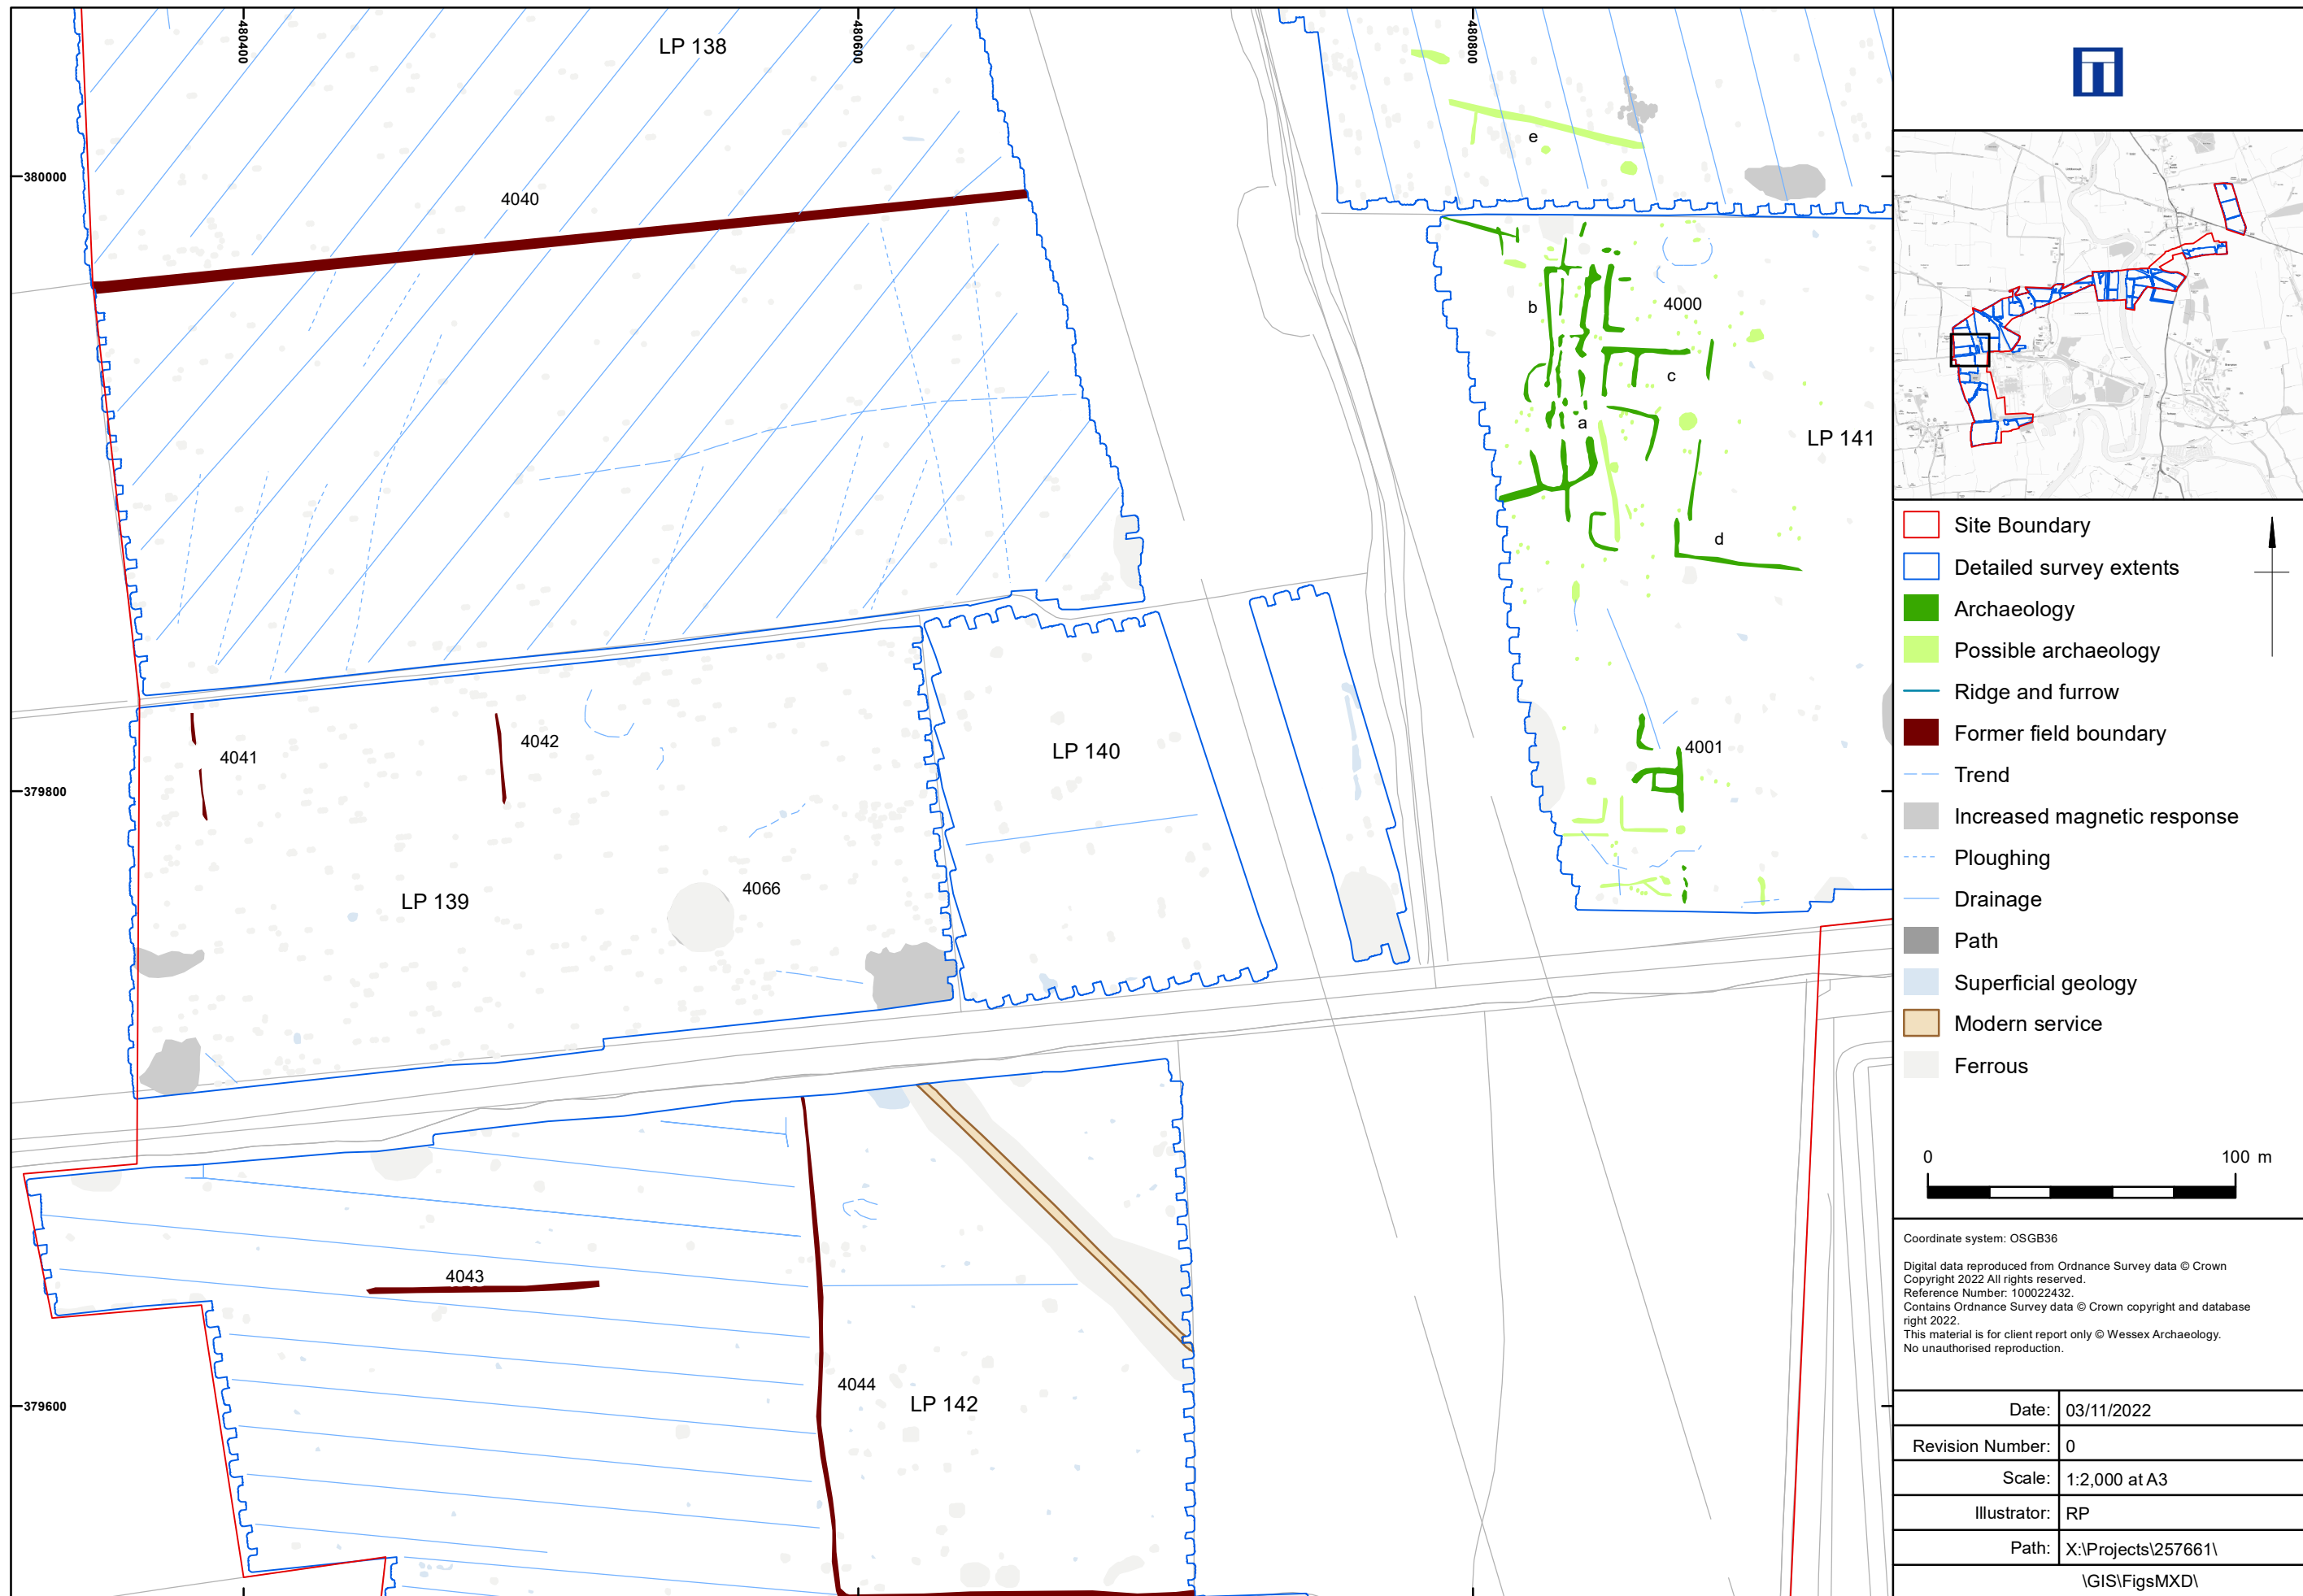 480400
480600
480800
LP 138
380000
4040
e
b
4000
c
a
LP 141
d
4041
4042
LP 140
4001
379800
LP 139
4066
4043
4044
LP 142
379600
Site Boundary
Detailed survey extents
Archaeology
Possible archaeology
Ridge and furrow
Former field boundary
Trend
Increased magnetic response
Ploughing
Drainage
Path
Superficial geology
Modern service
Ferrous
0 100 m
Coordinate system: OSGB36
Digital data reproduced from Ordnance Survey data © Crown
Copyright 2022 All rights reserved.
Reference Number: 100022432.
Contains Ordnance Survey data © Crown copyright and database
right 2022.
This material is for client report only © Wessex Archaeology.
No unauthorised reproduction.
Date: 03/11/2022
Revision Number: 0
Scale: 1:2,000 at A3
Illustrator: RP
Path: X:\Projects\257661\
\GIS\FigsMXD\